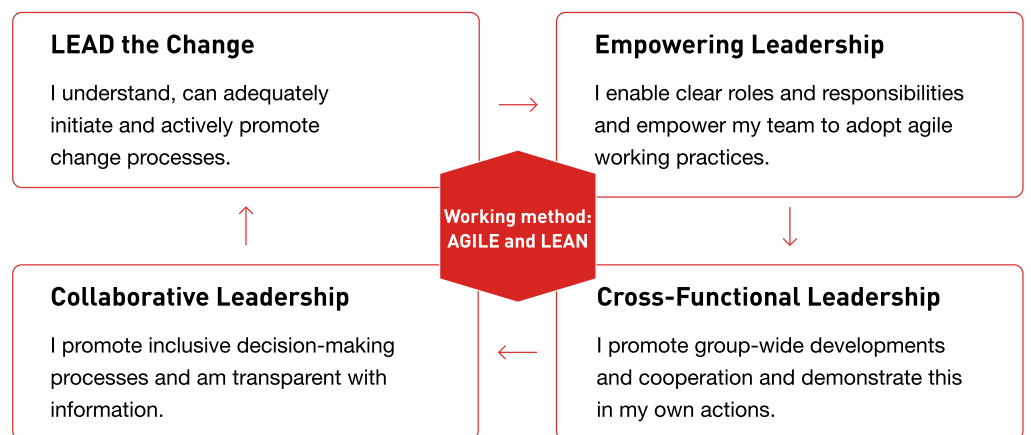 LEAD the Change
I understand, can adequately
initiate and actively promote
change processes.
Empowering Leadership
I enable clear roles and responsibilities
and empower my team to adopt agile
working practices.
Working method:
AGILE and LEAN
Collaborative Leadership
I promote inclusive decision-making
processes and am transparent with
information.
Cross-Functional Leadership
I promote group-wide developments
and cooperation and demonstrate this
in my own actions.